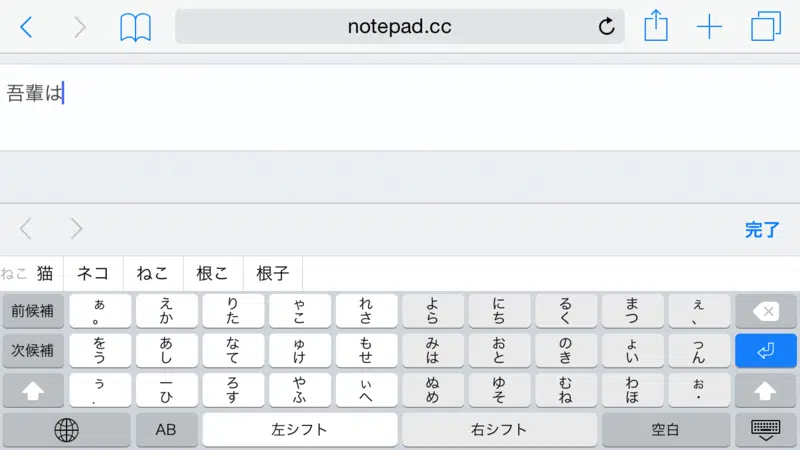 notepad.cc
吾輩は
完了
ねこ 猫 ネコ ねこ 根こ 根子
前候補 ぁ。 えか りた ゃこ れさ よら にち るく まつ ぇ、
次候補 をう あし なて ゅけ もせ みは おと のき ょい っん
ぅ. ーひ ろす ゃふ ぃへ ぬめ ゆそ むね わほ ぉ・
AB 左シフト 右シフト 空白